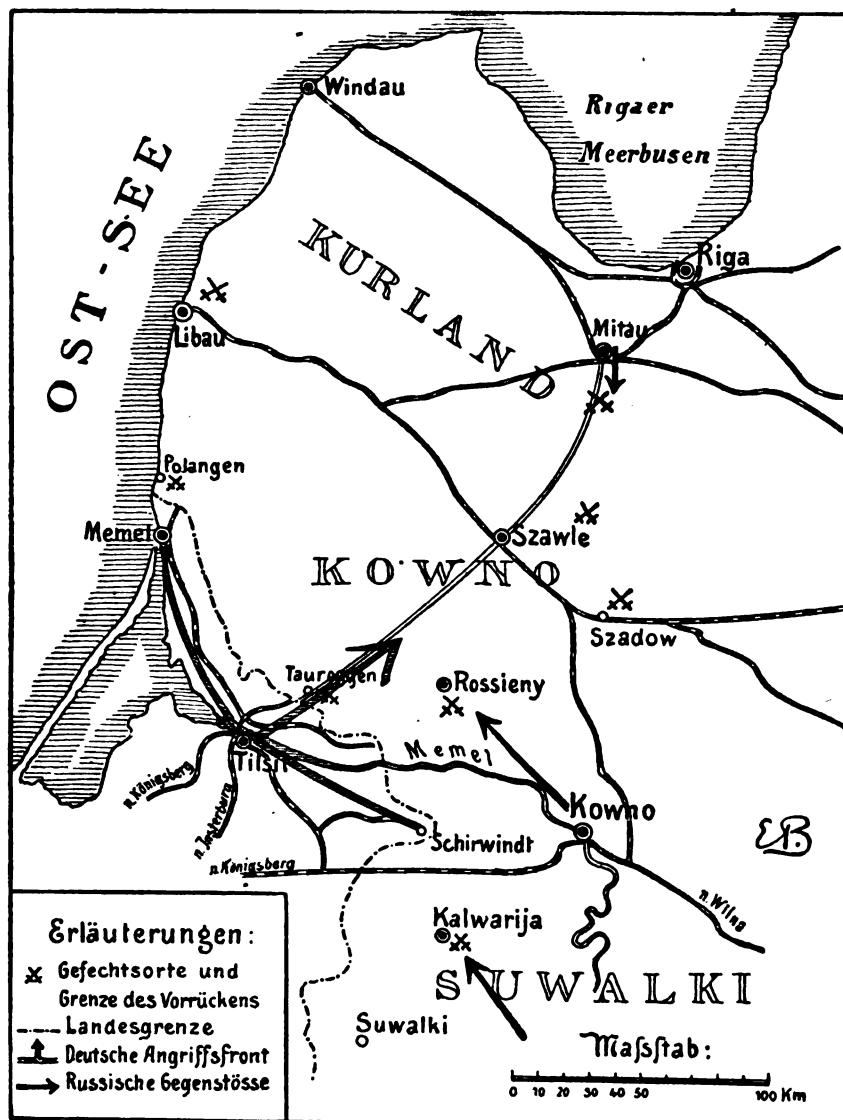 Windau
Rigaer
Meerbusen
OST-SEE
KURLAND
Riga
Libau
Mitau
Polangen
Memel
Szawle
KOWNO
Szadow
Tauroggen
Rossieny
Memel
Tilsit
n. Königsberg
n. Insterburg
Kowno
Schirwindt
n. Königsberg
EB.
n. Wilna
Kalwarija
SUWALKI
Suwalki
Erläuterungen:
Gefechtsorte und
Grenze des Vorrückens
Landesgrenze
Deutsche Angriffsfront
Russische Gegenstösse
Maſsſtab:
0 10 20 30 40 50 100 Km